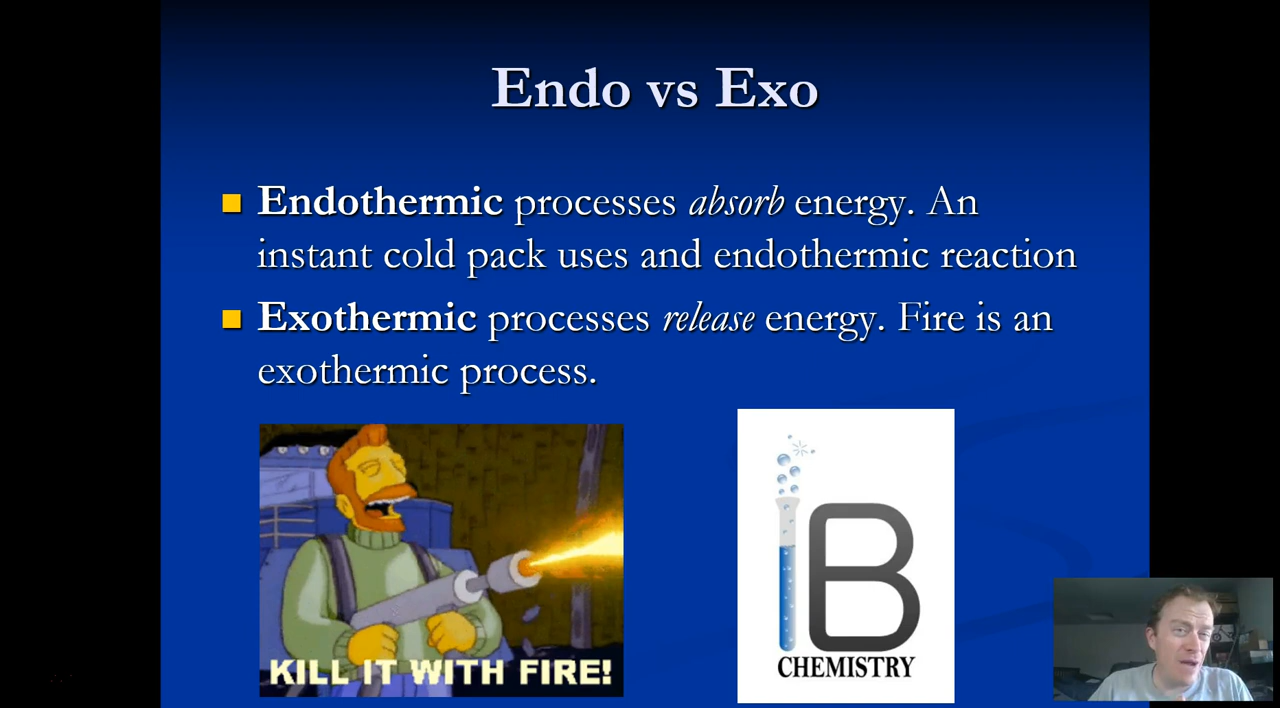 Endo vs Exo
Endothermic processes absorb energy. An
instant cold pack uses and endothermic reaction
Exothermic processes release energy. Fire is an
exothermic process.
KILL IT WITH FIRE!
IB
CHEMISTRY